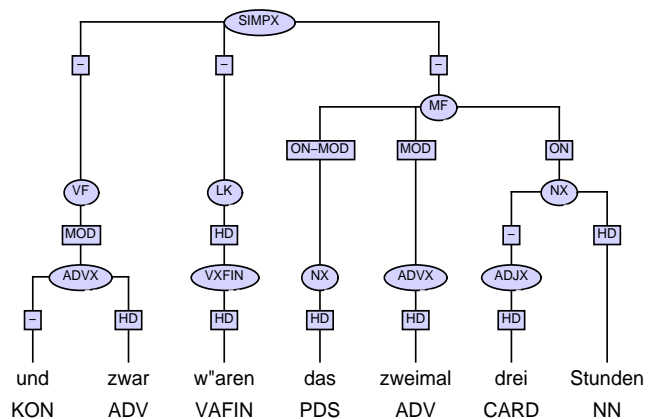 SIMPX
– – –
MF
ON–MOD MOD ON
VF LK NX
MOD HD – HD
ADVX VXFIN NX ADVX ADJX
– HD HD HD HD HD
und zwar w"aren das zweimal drei Stunden
KON ADV VAFIN PDS ADV CARD NN